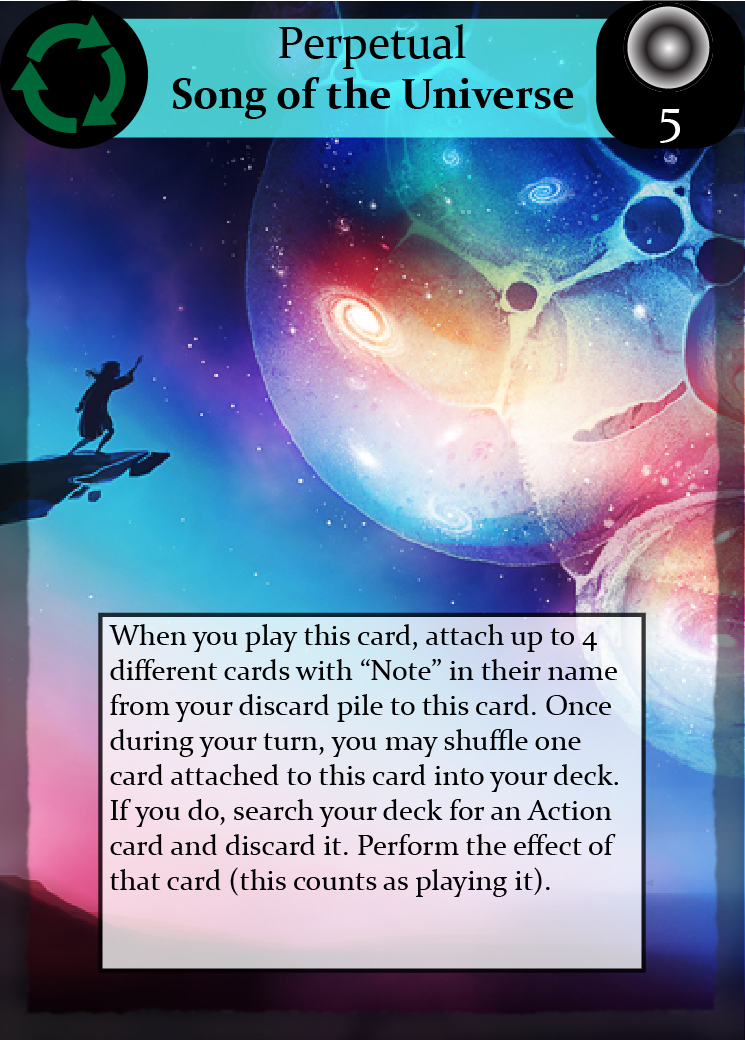 Perpetual
Song of the Universe
5
When you play this card, attach up to 4
different cards with “Note” in their name
from your discard pile to this card. Once
during your turn, you may shuffle one
card attached to this card into your deck.
If you do, search your deck for an Action
card and discard it. Perform the effect of
that card (this counts as playing it).